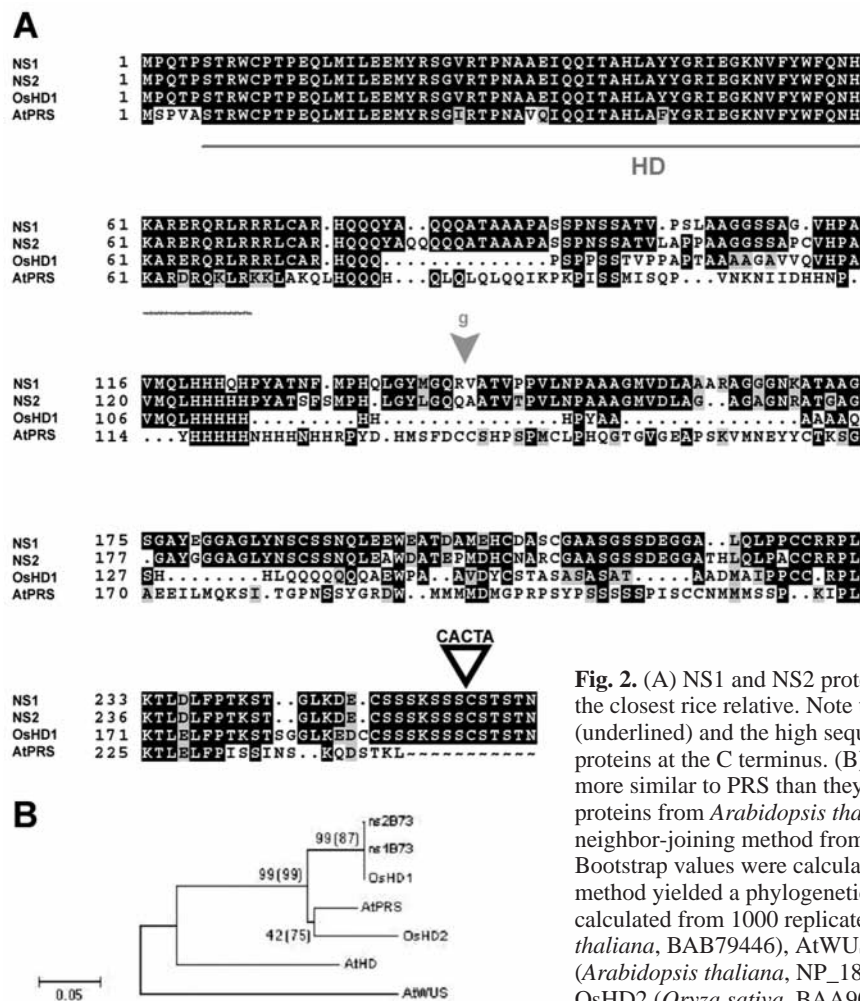 A
NS1 1 MPQTPSTRWCPTPEQLMILEEMYRSGVRTPNAAEIQQITAHLAYYGRIEGKNVFYWFQNH
NS2 1 MPQTPSTRWCPTPEQLMILEEMYRSGVRTPNAAEIQQITAHLAYYGRIEGKNVFYWFQNH
OsHD1 1 MPQTPSTRWCPTPEQLMILEEMYRSGVRTPNAAEIQQITAHLAYYGRIEGKNVFYWFQNH
AtPRS 1 MSPVASTRWCPTPEQLMILEEMYRSGIRTPNAVQIQQITAHLAFYGRIEGKNVFYWFQNH
HD
NS1 61 KARERQRLRRRLCAR.HQQQYA..QQQATAAAPASSPNSSATV.PSLAAGGSSAG.VHPA
NS2 61 KARERQRLRRRLCAR.HQQQYAQQQQQATAAAPASSPNSSATVLAPPAAGGSSAPCVHPA
OsHD1 61 KARERQRLRRRLCAR.HQQQ.............PSPPSSTVPPAPTAAAAGAVVQVHPA
AtPRS 61 KARDRQKLRKKLAKQLHQQQH...QLQLQLQQIKPKPISSMISQP...VNKNIIDHHNP.
g
NS1 116 VMQLHHHQHPYATNF.MPHQLGYMGQRVATVPPVLNPAAAGMVDLAAARAGGGNKATAAG
NS2 120 VMQLHHHHHPYATSFSMPH.LGYLGQQAATVTPVLNPAAAGMVDLAG..AGAGNRATGAG
OsHD1 106 VMQLHHHHH.........HH................HPYAA.............AAAAQ
AtPRS 114 ...YHHHHHNHHHNHHRPYD.HMSFDCCSHPSPMCLPHQGTGVGEAPSKVMNEYYCTKSG
NS1 175 SGAYEGGAGLYNSCSSNQLEEWEATDAMEHCDASCGAASGSSDEGGA..LQLPPCCRRPL
NS2 177 .GAYGGGAGLYNSCSSNQLEAWDATEPMDHCNARCGAASGSSDEGGATHLQLPACCRRPL
OsHD1 127 SH......HLQQQQQQQAEWPA..AVDYCSTASASASAT.....AADMAIPPCC.RPL
AtPRS 170 AEEILMQKSI.TGPNSSYGRDW..MMMMDMGPRPSYPSSSSSPISCCNMMMSSP..KIPL
CACTA
NS1 233 KTLDLFPTKST..GLKDE.CSSSKSSSCSTSTN
NS2 236 KTLDLFPTKST..GLKDE.CSSSKSSSCSTSTN
OsHD1 171 KTLELFPTKSTSGGLKEDCCSSSKSSSCSTSTN
AtPRS 225 KTLELFPISSINS..KQDSTKL~~~~~~~~~~~
Fig. 2. (A) NS1 and NS2 prote
the closest rice relative. Note
(underlined) and the high sequ
proteins at the C terminus. (B)
more similar to PRS than they
proteins from Arabidopsis tha
neighbor-joining method from
Bootstrap values were calcula
method yielded a phylogenetic
calculated from 1000 replicate
thaliana, BAB79446), AtWUS
(Arabidopsis thaliana, NP_18
OsHD2 (Oryza sativa, BAA90
B
ns2B73
99(87)
ns1B73
99(99)
OsHD1
AtPRS
42(75)
OsHD2
AtHD
0.05
AtWUS